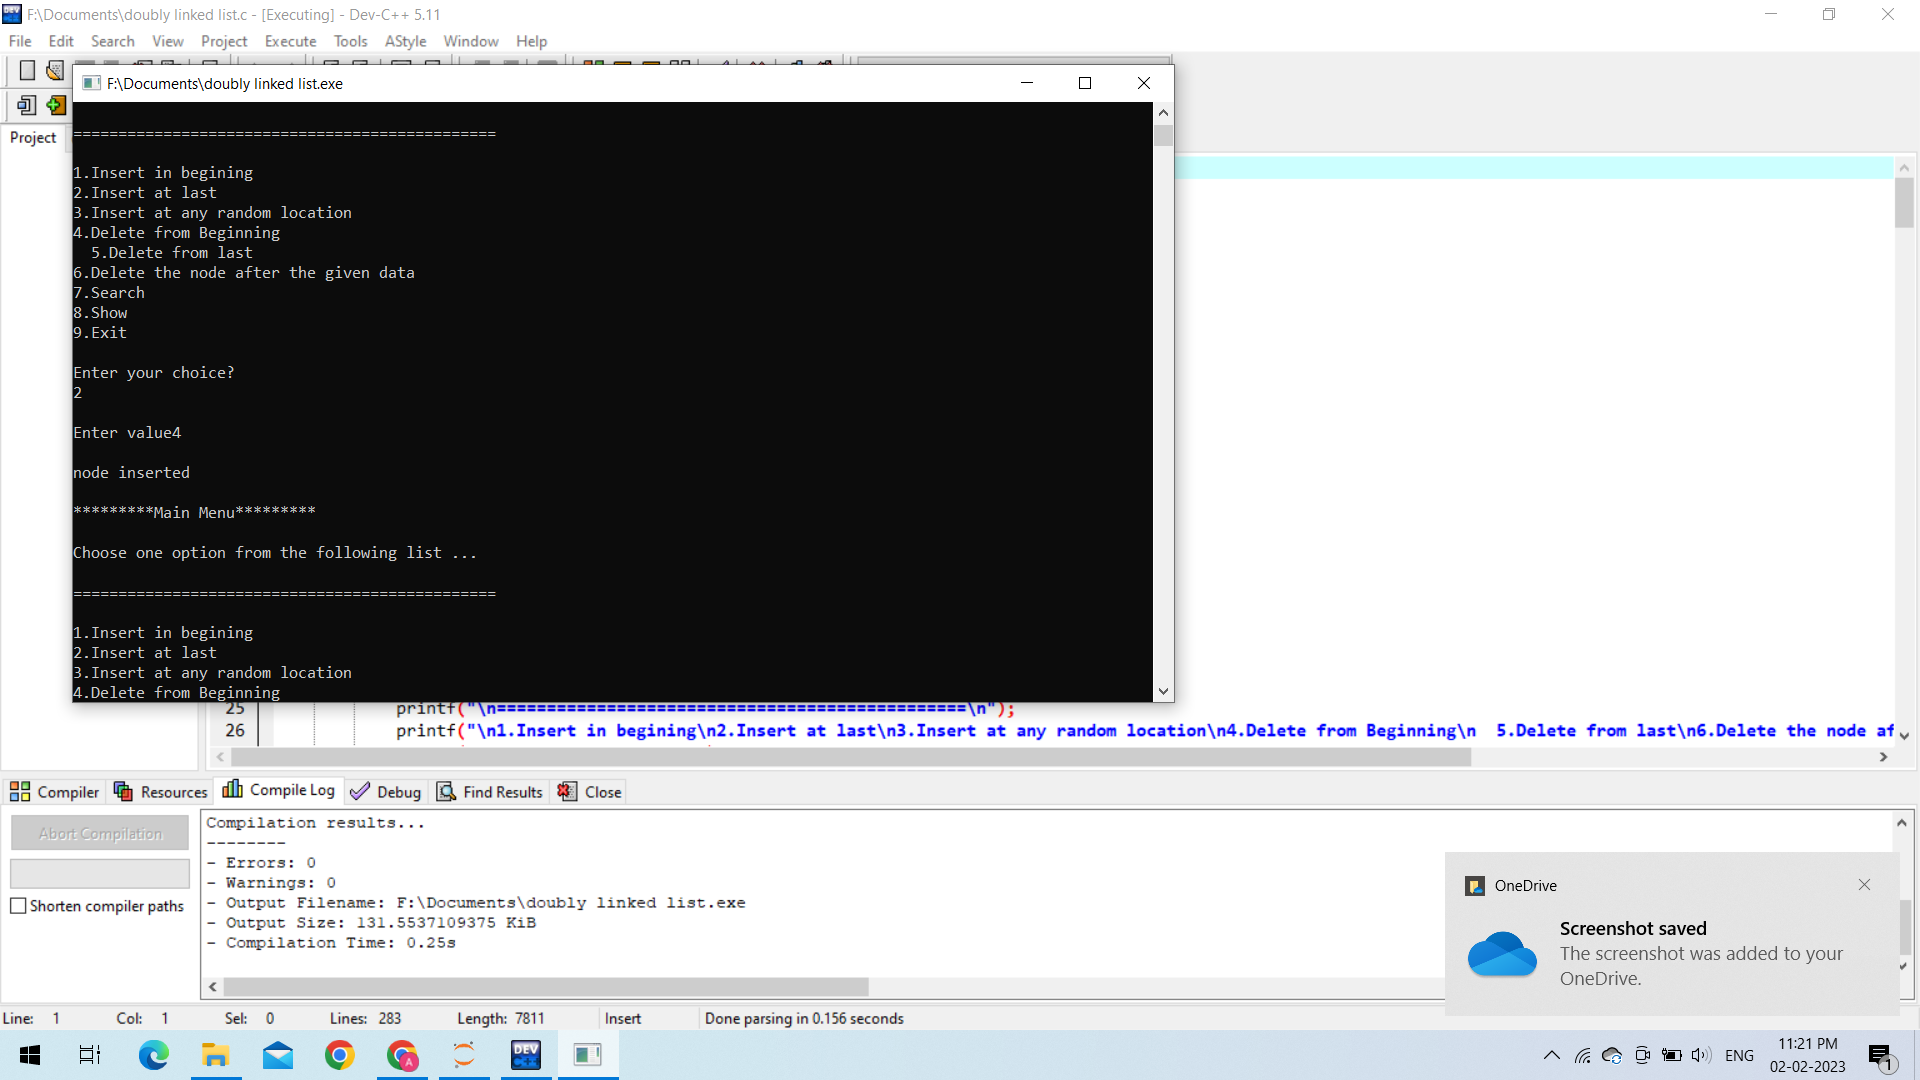 F:\Documents\doubly linked list.c - [Executing] - Dev-C++ 5.11
File Edit Search View Project Execute Tools AStyle Window Help
F:\Documents\doubly linked list.exe
Project
===============================================
1.Insert in begining
2.Insert at last
3.Insert at any random location
4.Delete from Beginning
  5.Delete from last
6.Delete the node after the given data
7.Search
8.Show
9.Exit
Enter your choice?
2
Enter value4
node inserted
*********Main Menu*********
Choose one option from the following list ...
===============================================
1.Insert in begining
2.Insert at last
3.Insert at any random location
4.Delete from Beginning
25 printf("\n===============================================\n");
26 printf("\n1.Insert in begining\n2.Insert at last\n3.Insert at any random location\n4.Delete from Beginning\n  5.Delete from last\n6.Delete the node af
Compiler Resources Compile Log Debug Find Results Close
Abort Compilation
Shorten compiler paths
Compilation results...
--------
- Errors: 0
- Warnings: 0
- Output Filename: F:\Documents\doubly linked list.exe
- Output Size: 131.5537109375 KiB
- Compilation Time: 0.25s
OneDrive
Screenshot saved
The screenshot was added to your
OneDrive.
Line: 1 Col: 1 Sel: 0 Lines: 283 Length: 7811 Insert Done parsing in 0.156 seconds
DEV
C++
A
ENG
11:21 PM
02-02-2023
1